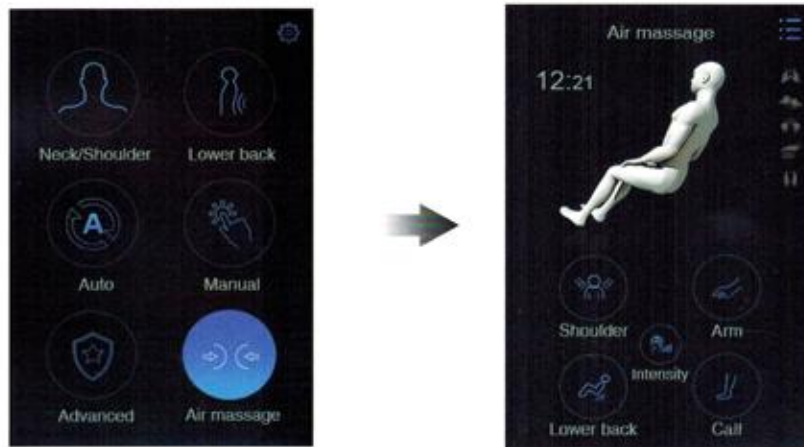 Neck/Shoulder
Lower back
A
Auto
Manual
Advanced
Air massage
Air massage
12:21
Shoulder
Arm
Intensity
Lower back
Calf